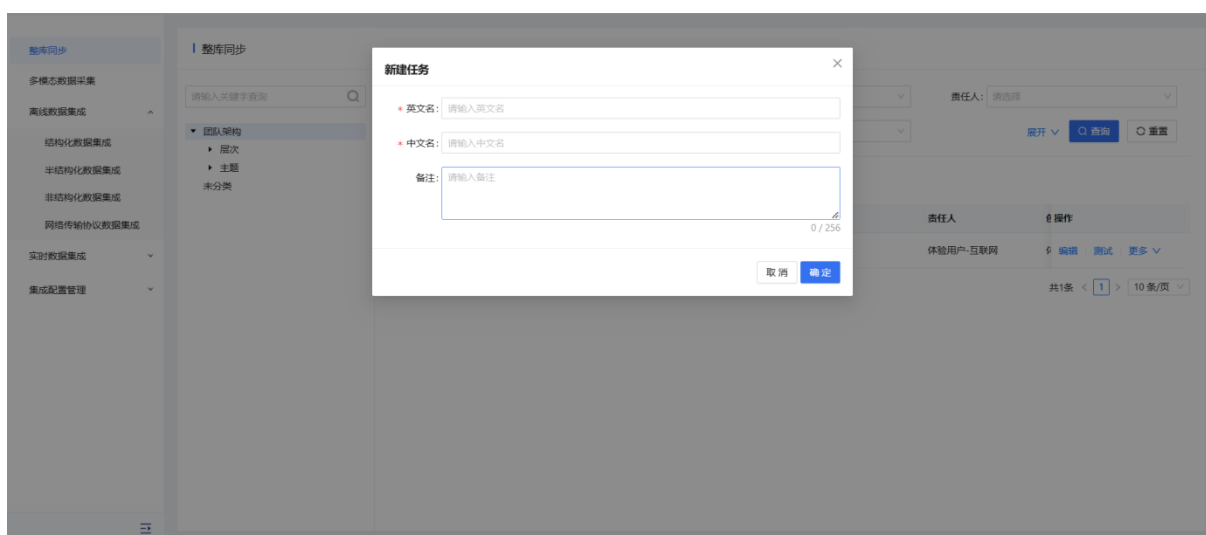 整库同步
多模态数据采集
离线数据集成
结构化数据集成
半结构化数据集成
非结构化数据集成
网络传输协议数据集成
实时数据集成
集成配置管理
整库同步
请输入关键字查询
团队架构
层次
主题
未分类
新建任务
* 英文名: 请输入英文名
* 中文名: 请输入中文名
备注: 请输入备注
0 / 256
取消 确定
责任人: 请选择
展开 查询 重置
责任人 操作
体验用户-互联网 编辑 测试 更多
共1条 < 1 > 10 条/页